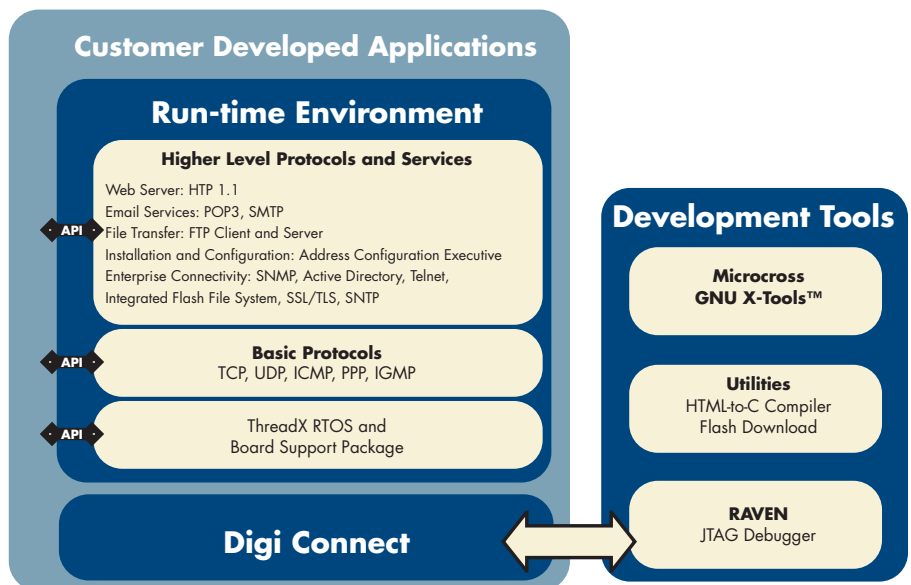 Customer Developed Applications
Run-time Environment
Higher Level Protocols and Services
Web Server: HTP 1.1
Email Services: POP3, SMTP
API
File Transfer: FTP Client and Server
Installation and Configuration: Address Configuration Executive
Enterprise Connectivity: SNMP, Active Directory, Telnet,
Integrated Flash File System, SSL/TLS, SNTP
API
Basic Protocols
TCP, UDP, ICMP, PPP, IGMP
API
ThreadX RTOS and
Board Support Package
Digi Connect
Development Tools
Microcross
GNU X-Tools™
Utilities
HTML-to-C Compiler
Flash Download
RAVEN
JTAG Debugger